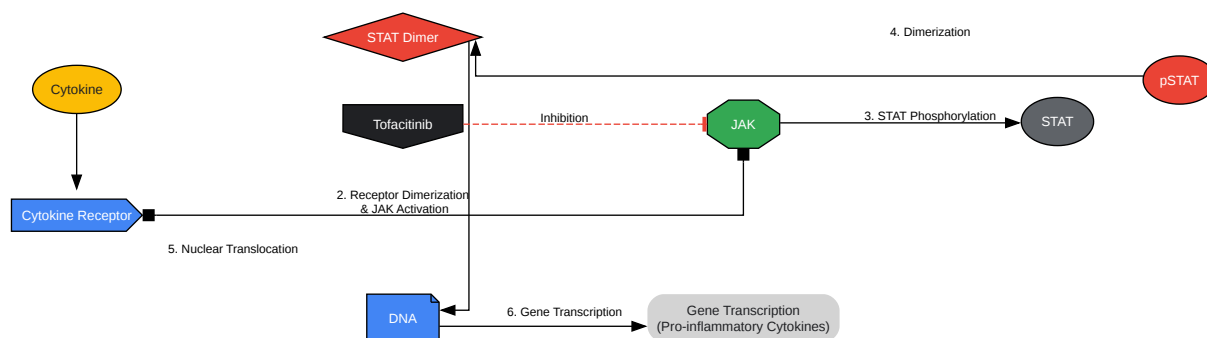 STAT Dimer
4. Dimerization
pSTAT
Cytokine
Tofacitinib
Inhibition
JAK
3. STAT Phosphorylation
STAT
Cytokine Receptor
2. Receptor Dimerization
& JAK Activation
5. Nuclear Translocation
DNA
6. Gene Transcription
Gene Transcription
(Pro-inflammatory Cytokines)